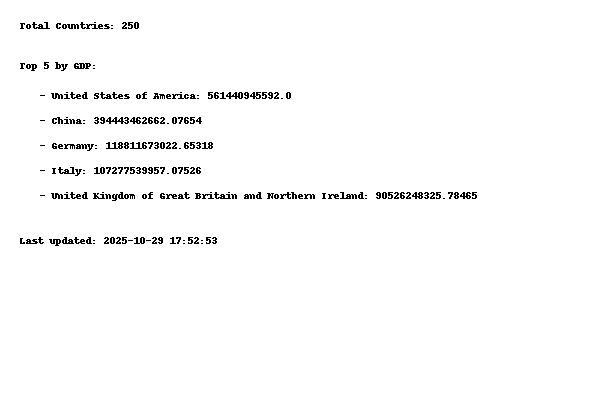 Total Countries: 250
Top 5 by GDP:
- United States of America: 561440945592.0
- China: 394443462662.07654
- Germany: 118811673022.65318
- Italy: 107277539957.07526
- United Kingdom of Great Britain and Northern Ireland: 90526248325.78465
Last updated: 2025-10-29 17:52:53